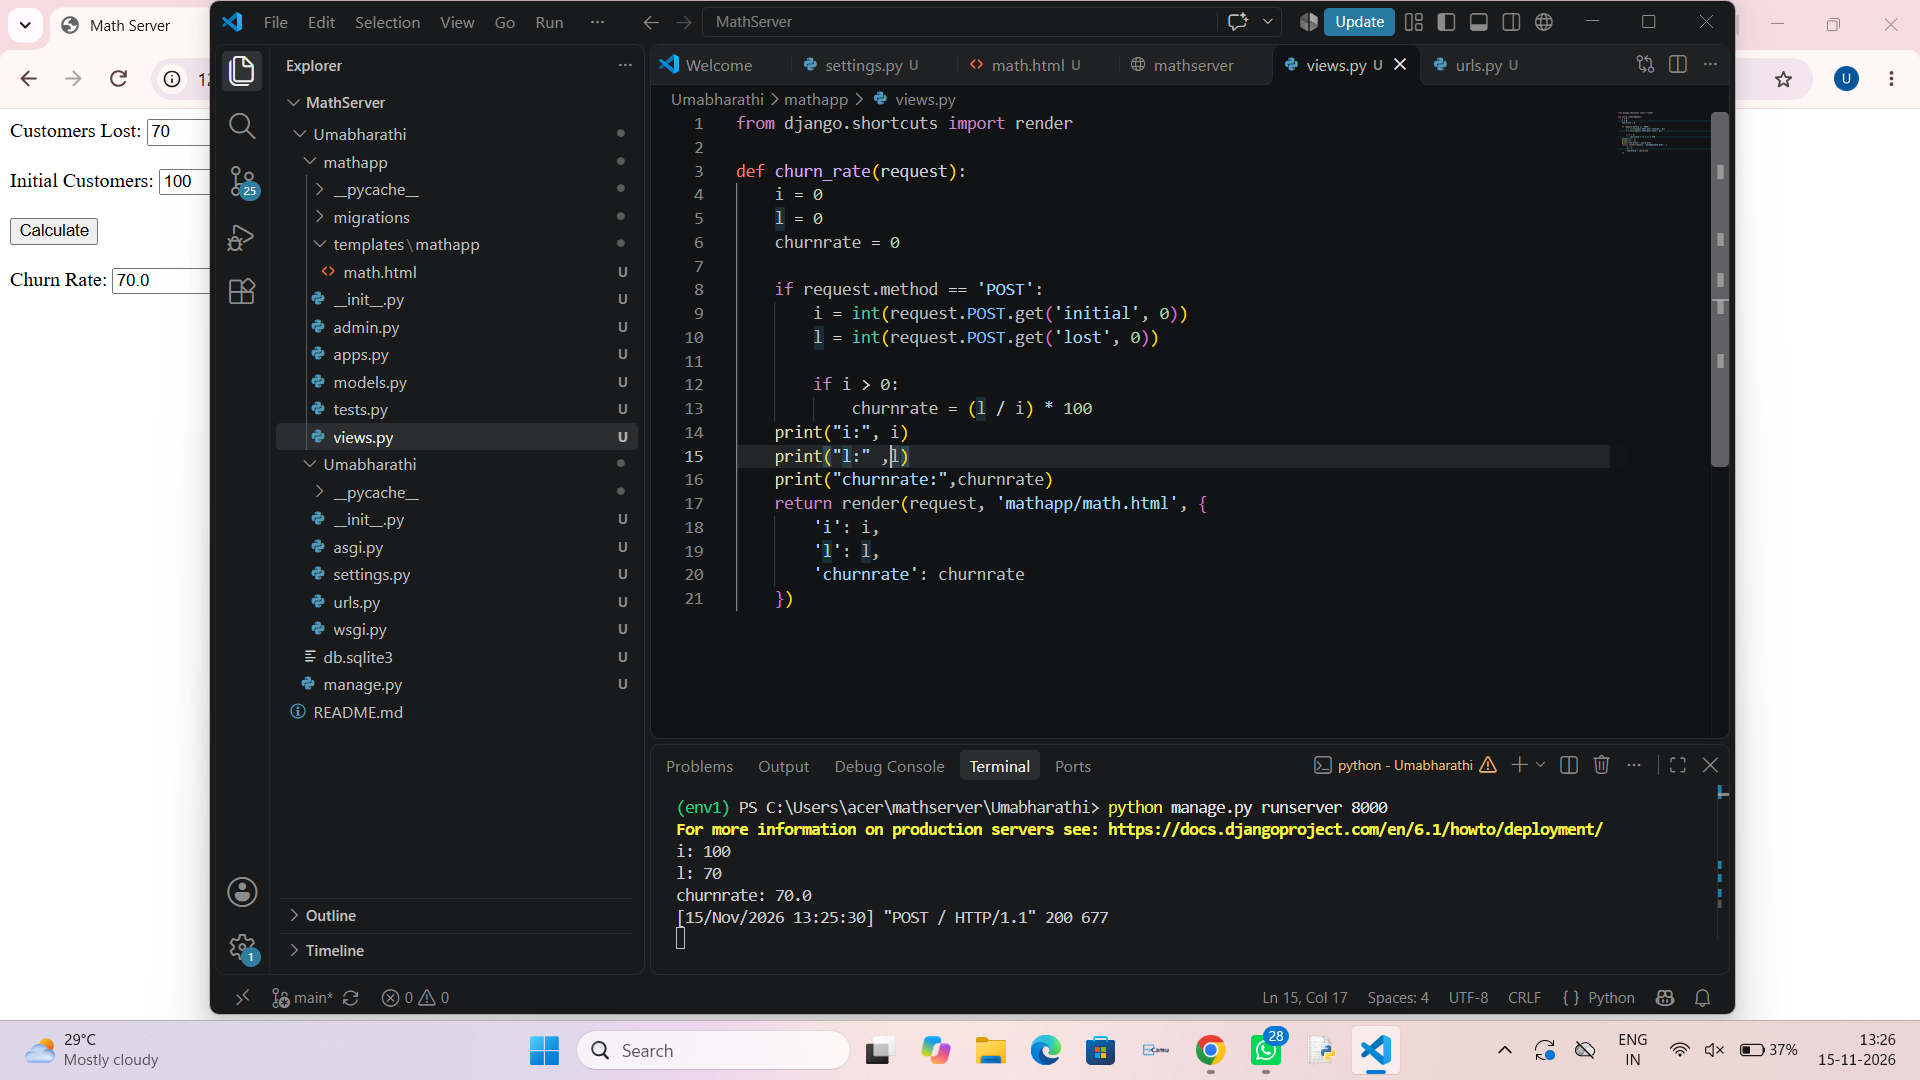 Math Server
Customers Lost: 70
Initial Customers: 100
Calculate
Churn Rate: 70.0
File Edit Selection View Go Run ···
MathServer
Update
Explorer
MathServer
Umabharathi
mathapp
__pycache__
migrations
templates\mathapp
math.html U
__init__.py U
admin.py U
apps.py U
models.py U
tests.py U
views.py U
Umabharathi
__pycache__
__init__.py U
asgi.py U
settings.py U
urls.py U
wsgi.py U
db.sqlite3 U
manage.py U
README.md
Outline
Timeline
25
1
Welcome settings.py U math.html U mathserver views.py U urls.py U
Umabharathi > mathapp > views.py
1 from django.shortcuts import render
2
3 def churn_rate(request):
4 i = 0
5 l = 0
6 churnrate = 0
7
8 if request.method == 'POST':
9 i = int(request.POST.get('initial', 0))
10 l = int(request.POST.get('lost', 0))
11
12 if i > 0:
13 churnrate = (l / i) * 100
14 print("i:", i)
15 print("l:" ,l)
16 print("churnrate:",churnrate)
17 return render(request, 'mathapp/math.html', {
18 'i': i,
19 'l': l,
20 'churnrate': churnrate
21 })
Problems Output Debug Console Terminal Ports
python - Umabharathi
(env1) PS C:\Users\acer\mathserver\Umabharathi> python manage.py runserver 8000
For more information on production servers see: https://docs.djangoproject.com/en/6.1/howto/deployment/
i: 100
l: 70
churnrate: 70.0
[15/Nov/2026 13:25:30] "POST / HTTP/1.1" 200 677
main* 0 0
Ln 15, Col 17 Spaces: 4 UTF-8 CRLF { } Python
U
29°C
Mostly cloudy
Search
28
ENG
IN
37%
13:26
15-11-2026